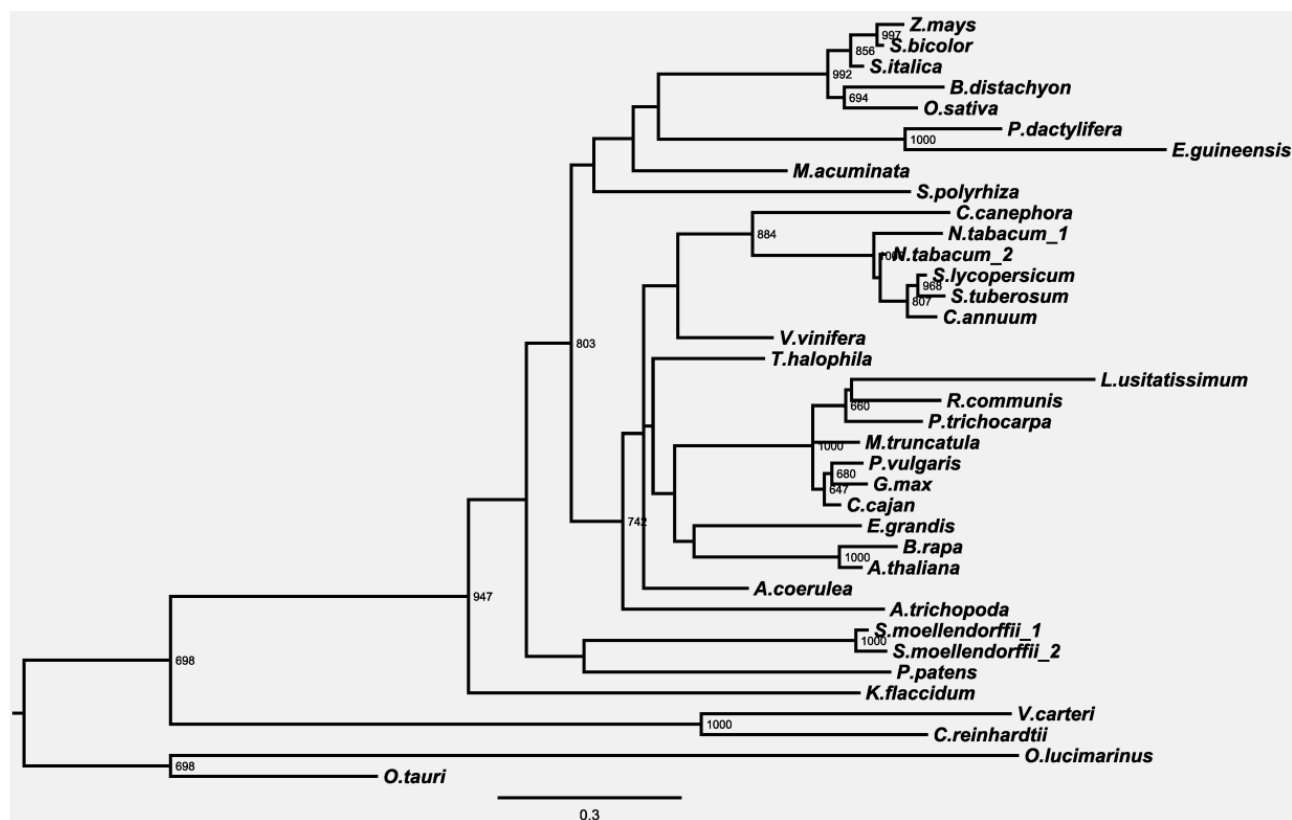 Z.mays
997
S.bicolor
856
S.italica
992
B.distachyon
694
O.sativa
P.dactylifera
1000
E.guineensis
M.acuminata
S.polyrhiza
C.canephora
884
N.tabacum_1
N.tabacum_2
1000
S.lycopersicum
968
S.tuberosum
807
C.annuum
V.vinifera
803
T.halophila
L.usitatissimum
R.communis
660
P.trichocarpa
M.truncatula
1000
P.vulgaris
680
G.max
647
C.cajan
742
E.grandis
B.rapa
1000
A.thaliana
A.coerulea
947
A.trichopoda
S.moellendorffii_1
1000
S.moellendorffii_2
698
P.patens
K.flaccidum
V.carteri
1000
C.reinhardtii
O.lucimarinus
698
O.tauri
0.3